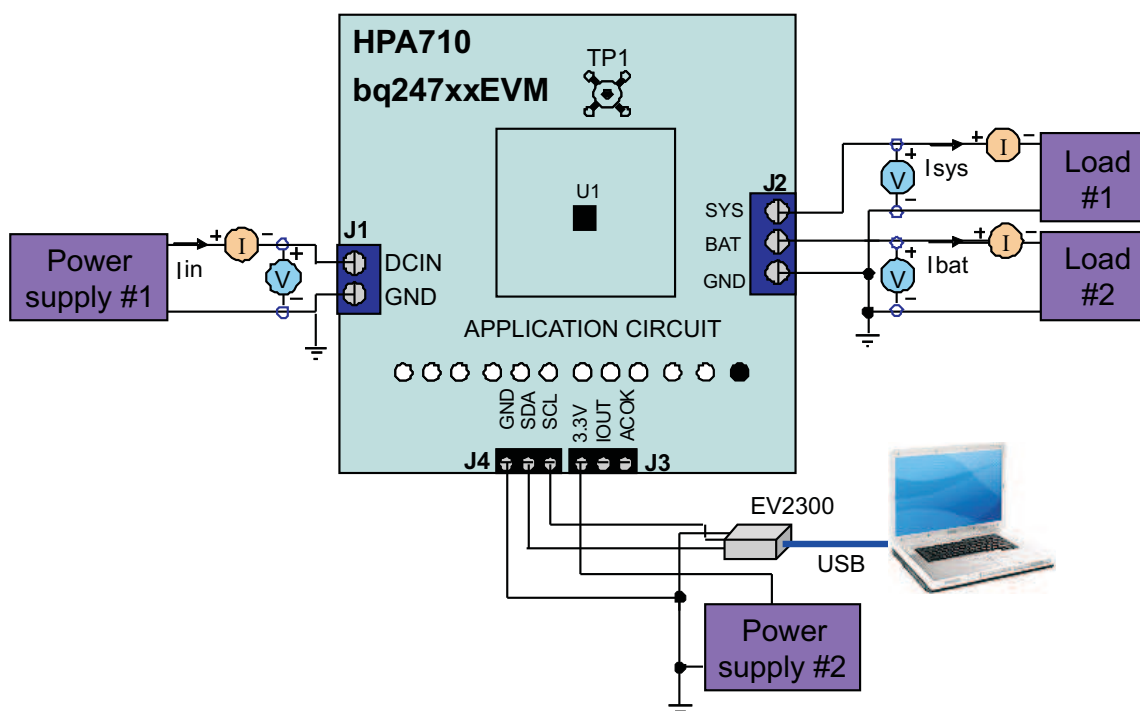 HPA710
bq247xxEVM
TP1
U1
J1
DCIN
GND
J2
SYS
BAT
GND
Power
supply #1
Iin
+
I
-
+
V
-
Isys
+
I
-
+
V
-
Load
#1
Ibat
+
I
-
+
V
-
Load
#2
APPLICATION CIRCUIT
GND
SDA
SCL
3.3V
IOUT
ACOK
J4
J3
EV2300
USB
Power
supply #2